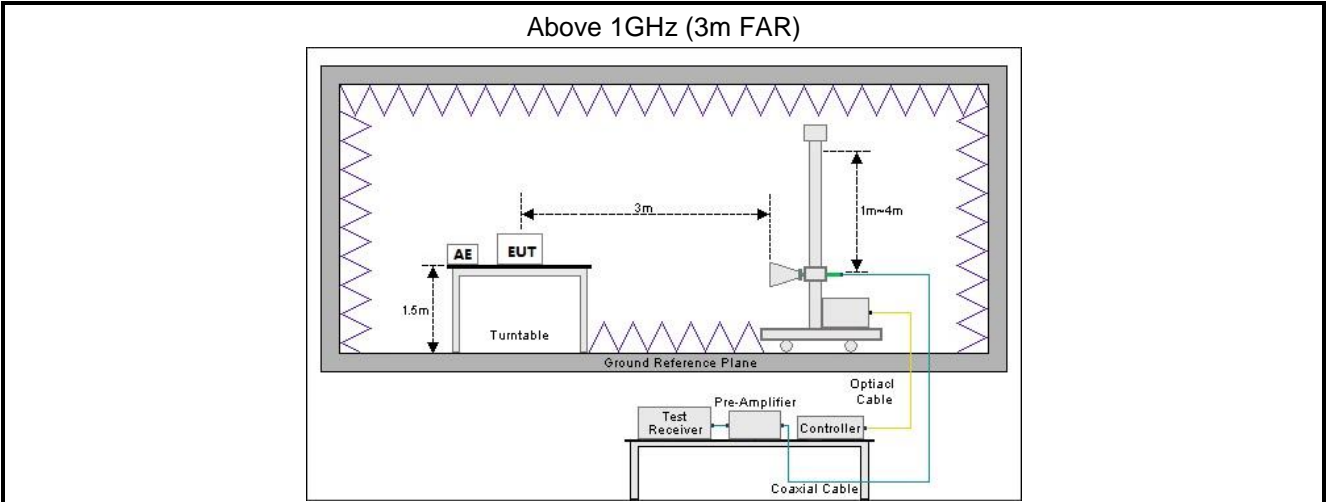 Above 1GHz (3m FAR)
3m
1m~4m
AE
EUT
1.5m
Turntable
Ground Reference Plane
Optiacl
Cable
Pre-Amplifier
Test
Receiver
Controller
Coaxial Cable